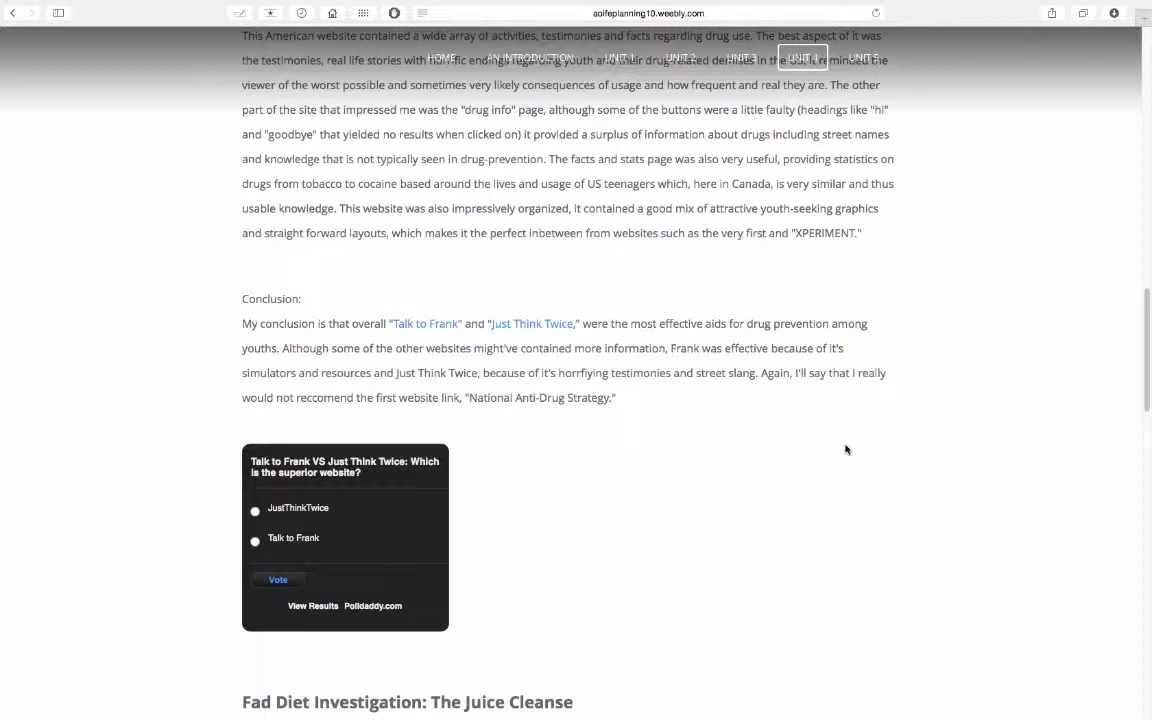 aoifeplanning10.weebly.com
This American website contained a wide array of activities, testimonies and facts regarding drug use. The best aspect of it was
HOME AN INTRODUCTION UNIT 1 UNIT 2 UNIT 3 UNIT 4 UNIT 5
the testimonies, real life stories with horrific endings regarding youth and their drug-related demises in the US. It reminded the
viewer of the worst possible and sometimes very likely consequences of usage and how frequent and real they are. The other
part of the site that impressed me was the "drug info" page, although some of the buttons were a little faulty (headings like "hi"
and "goodbye" that yielded no results when clicked on) it provided a surplus of information about drugs including street names
and knowledge that is not typically seen in drug-prevention. The facts and stats page was also very useful, providing statistics on
drugs from tobacco to cocaine based around the lives and usage of US teenagers which, here in Canada, is very similar and thus
usable knowledge. This website was also impressively organized, it contained a good mix of attractive youth-seeking graphics
and straight forward layouts, which makes it the perfect inbetween from websites such as the very first and "XPERIMENT."
Conclusion:
My conclusion is that overall "Talk to Frank" and "Just Think Twice," were the most effective aids for drug prevention among
youths. Although some of the other websites might've contained more information, Frank was effective because of it's
simulators and resources and Just Think Twice, because of it's horrfiying testimonies and street slang. Again, I'll say that I really
would not reccomend the first website link, "National Anti-Drug Strategy."
Talk to Frank VS Just Think Twice: Which
is the superior website?
JustThinkTwice
Talk to Frank
Vote
View Results Polldaddy.com
Fad Diet Investigation: The Juice Cleanse